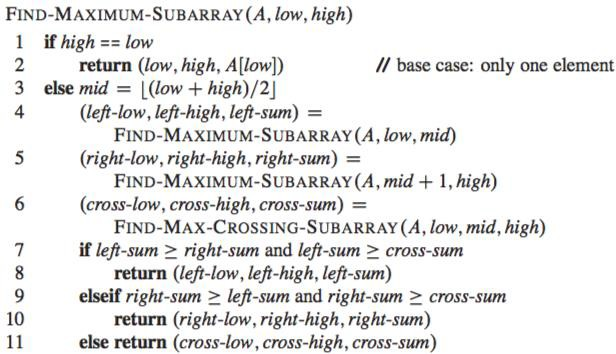 FIND-MAXIMUM-SUBARRAY(A, low, high)
1 if high == low
2 return (low, high, A[low]) // base case: only one element
3 else mid = ⌊(low + high)/2⌋
4 (left-low, left-high, left-sum) =
FIND-MAXIMUM-SUBARRAY(A, low, mid)
5 (right-low, right-high, right-sum) =
FIND-MAXIMUM-SUBARRAY(A, mid + 1, high)
6 (cross-low, cross-high, cross-sum) =
FIND-MAX-CROSSING-SUBARRAY(A, low, mid, high)
7 if left-sum ≥ right-sum and left-sum ≥ cross-sum
8 return (left-low, left-high, left-sum)
9 elseif right-sum ≥ left-sum and right-sum ≥ cross-sum
10 return (right-low, right-high, right-sum)
11 else return (cross-low, cross-high, cross-sum)